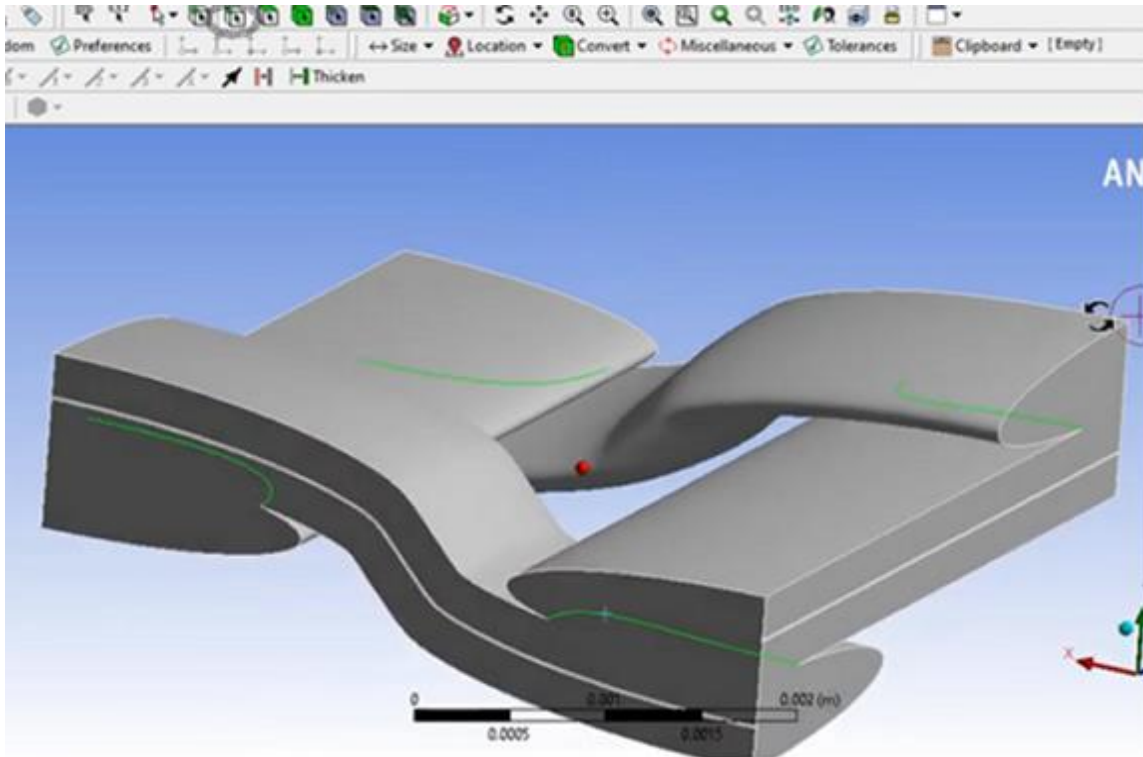 Preferences Size Location Convert Miscellaneous Tolerances Clipboard [Empty]
Thicken
AN
X
0 0.001 0.002 (m)
0.0005 0.0015